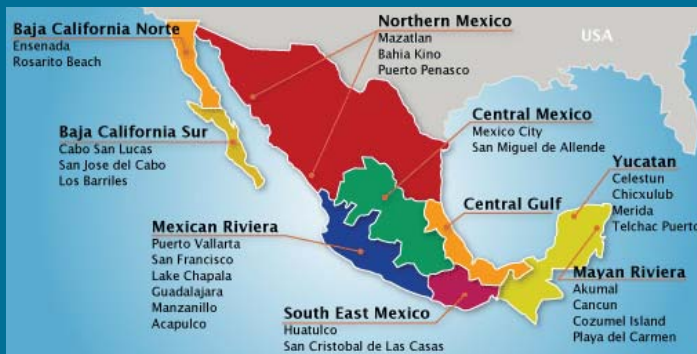 Baja California Norte
Ensenada
Rosarito Beach
Northern Mexico
Mazatlan
Bahia Kino
Puerto Penasco
USA
Baja California Sur
Cabo San Lucas
San Jose del Cabo
Los Barriles
Central Mexico
Mexico City
San Miguel de Allende
Yucatan
Celestun
Chicxulub
Merida
Telchac Puerto
Central Gulf
Mexican Riviera
Puerto Vallarta
San Francisco
Lake Chapala
Guadalajara
Manzanillo
Acapulco
South East Mexico
Huatulco
San Cristobal de Las Casas
Mayan Riviera
Akumal
Cancun
Cozumel Island
Playa del Carmen